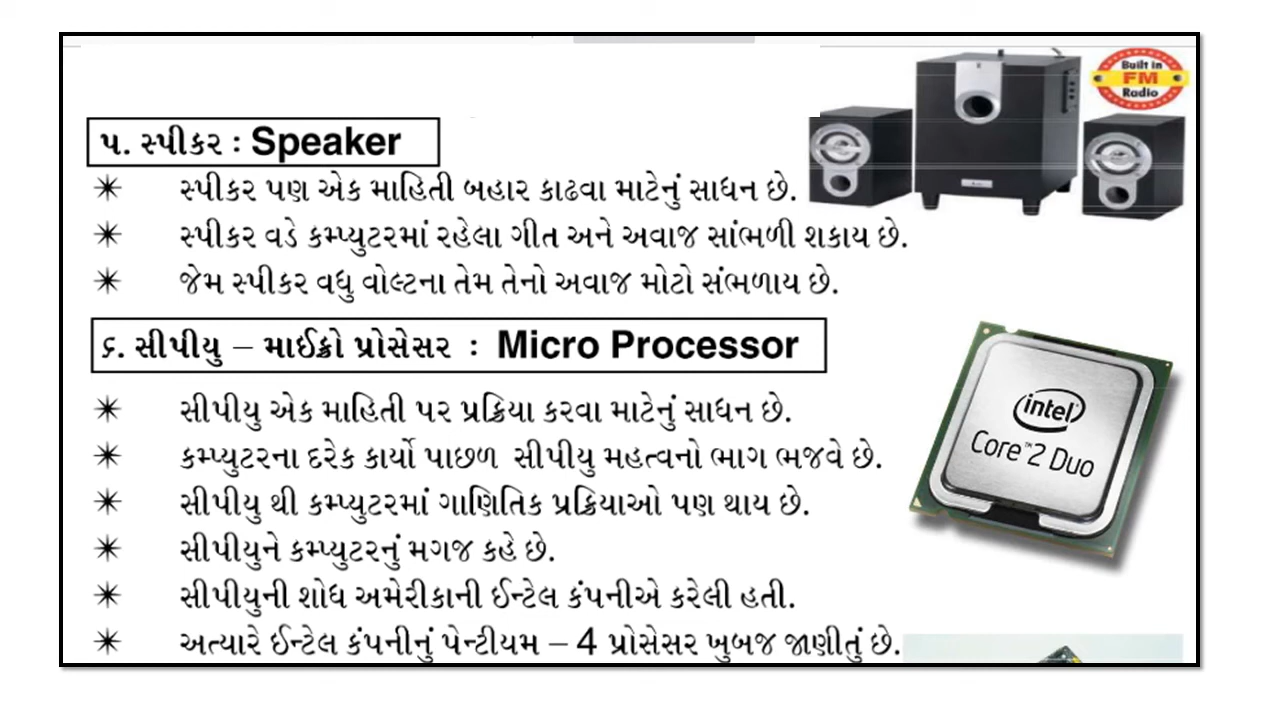 Built in
FM
Radio
૫. સ્પીકર : Speaker
✴ સ્પીકર પણ એક માહિતી બહાર કાઢવા માટેનું સાધન છે.
✴ સ્પીકર વડે કમ્પ્યુટરમાં રહેલા ગીત અને અવાજ સાંભળી શકાય છે.
✴ જેમ સ્પીકર વધુ વોલ્ટના તેમ તેનો અવાજ મોટો સંભળાય છે.
૬. સીપીયુ – માઈક્રો પ્રોસેસર : Micro Processor
✴ સીપીયુ એક માહિતી પર પ્રક્રિયા કરવા માટેનું સાધન છે.
✴ કમ્પ્યુટરના દરેક કાર્યો પાછળ સીપીયુ મહત્વનો ભાગ ભજવે છે.
✴ સીપીયુ થી કમ્પ્યુટરમાં ગાણિતિક પ્રક્રિયાઓ પણ થાય છે.
✴ સીપીયુને કમ્પ્યુટરનું મગજ કહે છે.
✴ સીપીયુની શોધ અમેરીકાની ઈન્ટેલ કંપનીએ કરેલી હતી.
✴ અત્યારે ઈન્ટેલ કંપનીનું પેન્ટીયમ – 4 પ્રોસેસર ખુબજ જાણીતું છે.
intel
Core™2 Duo